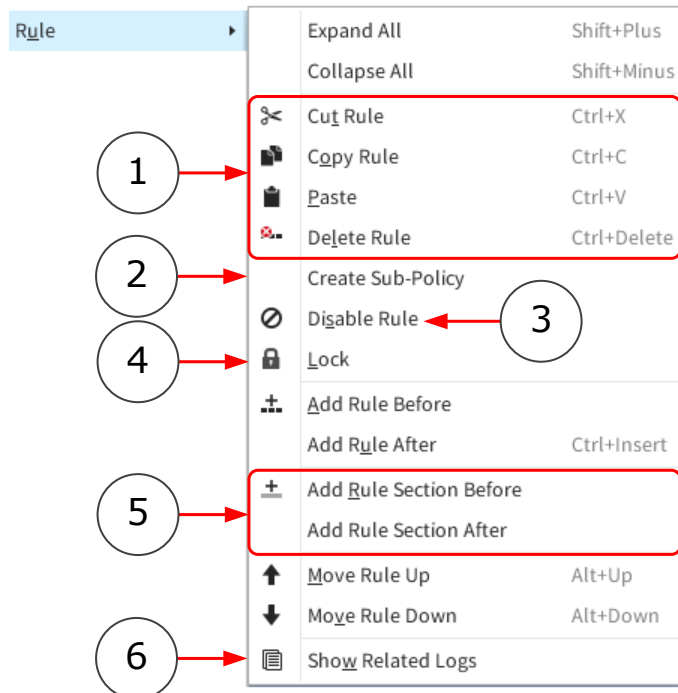 Rule
Expand All Shift+Plus
Collapse All Shift+Minus
Cut Rule Ctrl+X
1 Copy Rule Ctrl+C
Paste Ctrl+V
Delete Rule Ctrl+Delete
2 Create Sub-Policy
Disable Rule 3
4 Lock
Add Rule Before
Add Rule After Ctrl+Insert
Add Rule Section Before
5
Add Rule Section After
Move Rule Up Alt+Up
Move Rule Down Alt+Down
6 Show Related Logs